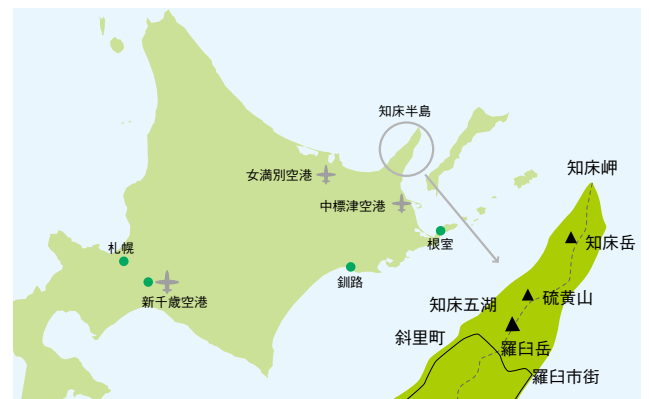 知床半島
女満別空港
中標津空港
根室
札幌
釧路
新千歳空港
知床岬
知床岳
硫黄山
知床五湖
斜里町
羅臼岳
羅臼市街